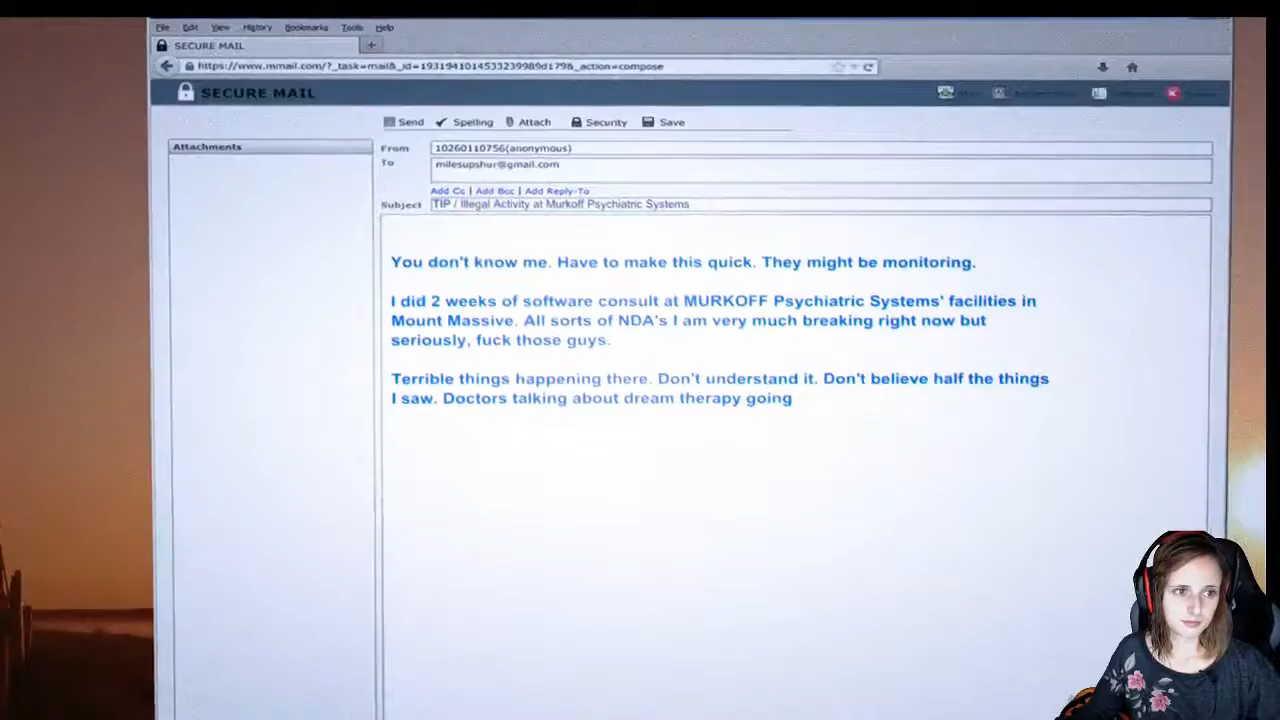 File Edit View History Bookmarks Tools Help
SECURE MAIL +
https://www.mmail.com/?_task=mail&_id=1931941014533239989d179&_action=compose
SECURE MAIL
Send Spelling Attach Security Save
Attachments
From 10260110756(anonymous)
To milesupshur@gmail.com
Add Cc | Add Bcc | Add Reply-To
Subject TIP / Illegal Activity at Murkoff Psychiatric Systems
You don't know me. Have to make this quick. They might be monitoring.
I did 2 weeks of software consult at MURKOFF Psychiatric Systems' facilities in
Mount Massive. All sorts of NDA's I am very much breaking right now but
seriously, fuck those guys.
Terrible things happening there. Don't understand it. Don't believe half the things
I saw. Doctors talking about dream therapy going